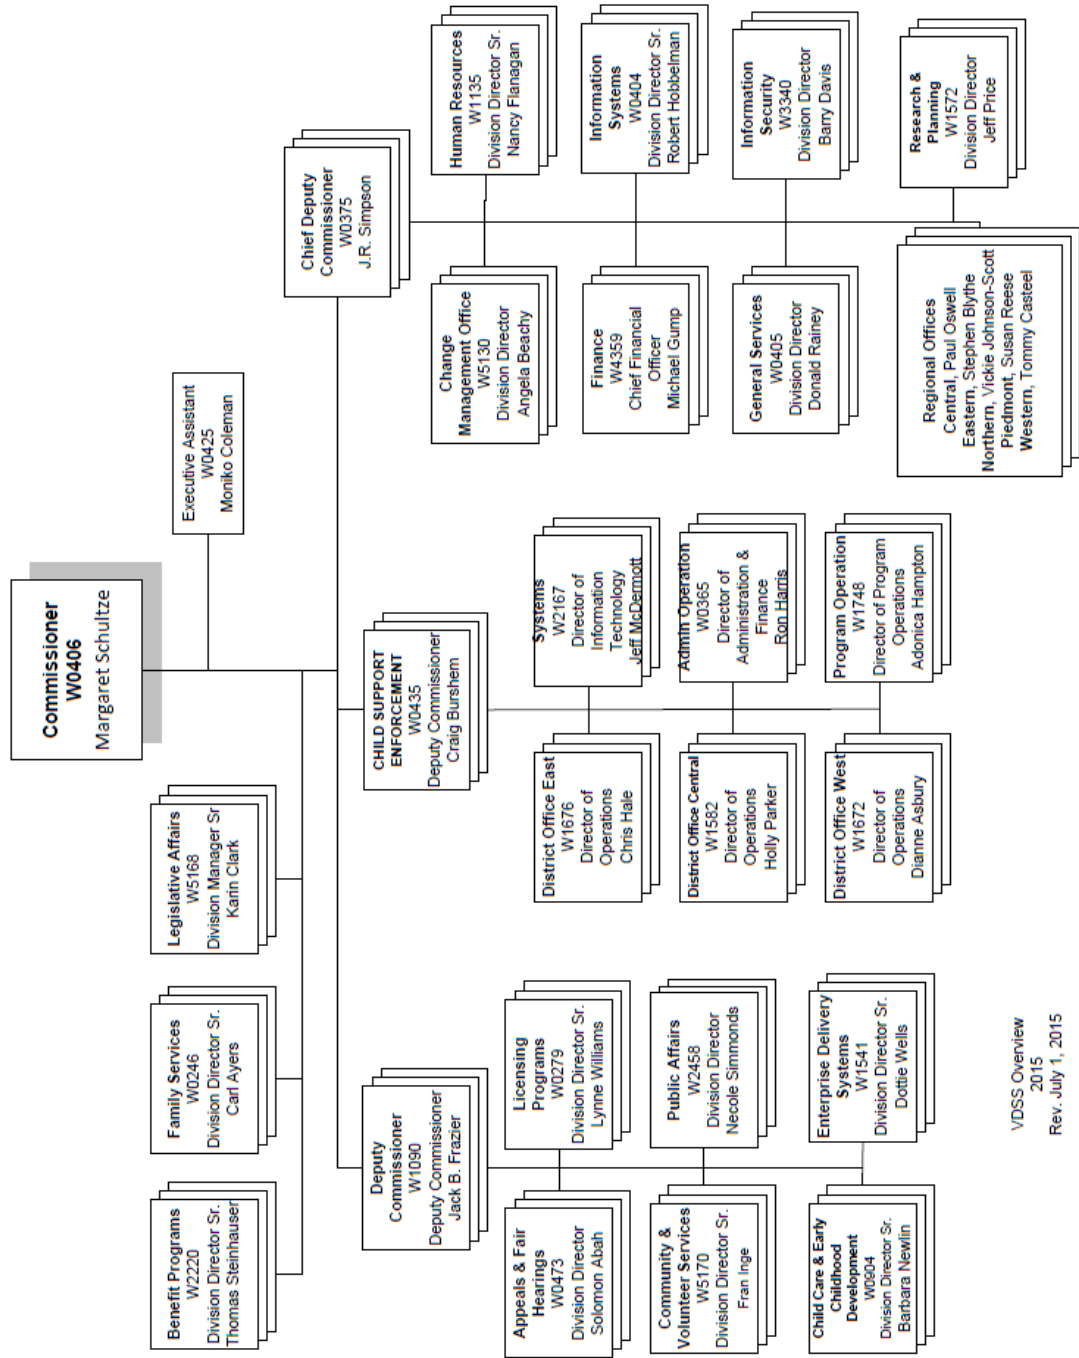 Commissioner
W0406
Margaret Schultze
Executive Assistant
W0425
Moniko Coleman
Benefit Programs
W2220
Division Director Sr.
Thomas Steinhauser
Family Services
W0246
Division Director Sr.
Carl Ayers
Legislative Affairs
W5168
Division Manager Sr
Karin Clark
Deputy
Commissioner
W1090
Deputy Commissioner
Jack B. Frazier
CHILD SUPPORT
ENFORCEMENT
W0435
Deputy Commissioner
Craig Burshem
Chief Deputy
Commissioner
W0375
J.R. Simpson
Appeals & Fair
Hearings
W0473
Division Director
Solomon Abah
Licensing
Programs
W0279
Division Director Sr.
Lynne Williams
Community &
Volunteer Services
W5170
Division Director Sr.
Fran Inge
Public Affairs
W2458
Division Director
Necole Simmonds
Child Care & Early
Childhood
Development
W0904
Division Director Sr.
Barbara Newlin
Enterprise Delivery
Systems
W1541
Division Director Sr.
Dottie Wells
District Office East
W1676
Director of
Operations
Chris Hale
Systems
W2167
Director of
Information
Technology
Jeff McDermott
District Office Central
W1582
Director of
Operations
Holly Parker
Admin Operation
W0365
Director of
Administration &
Finance
Ron Harris
District Office West
W1672
Director of
Operations
Dianne Asbury
Program Operation
W1748
Director of Program
Operations
Adonica Hampton
Change
Management Office
W5130
Division Director
Angela Beachy
Human Resources
W1135
Division Director Sr.
Nancy Flanagan
Finance
W4359
Chief Financial
Officer
Michael Gump
Information
Systems
W0404
Division Director Sr.
Robert Hobbelman
General Services
W0405
Division Director
Donald Rainey
Information
Security
W3340
Division Director
Barry Davis
Regional Offices
Central, Paul Oswell
Eastern, Stephen Blythe
Northern, Vickie Johnson-Scott
Piedmont, Susan Reese
Western, Tommy Casteel
Research &
Planning
W1572
Division Director
Jeff Price
VDSS Overview
2015
Rev. July 1, 2015